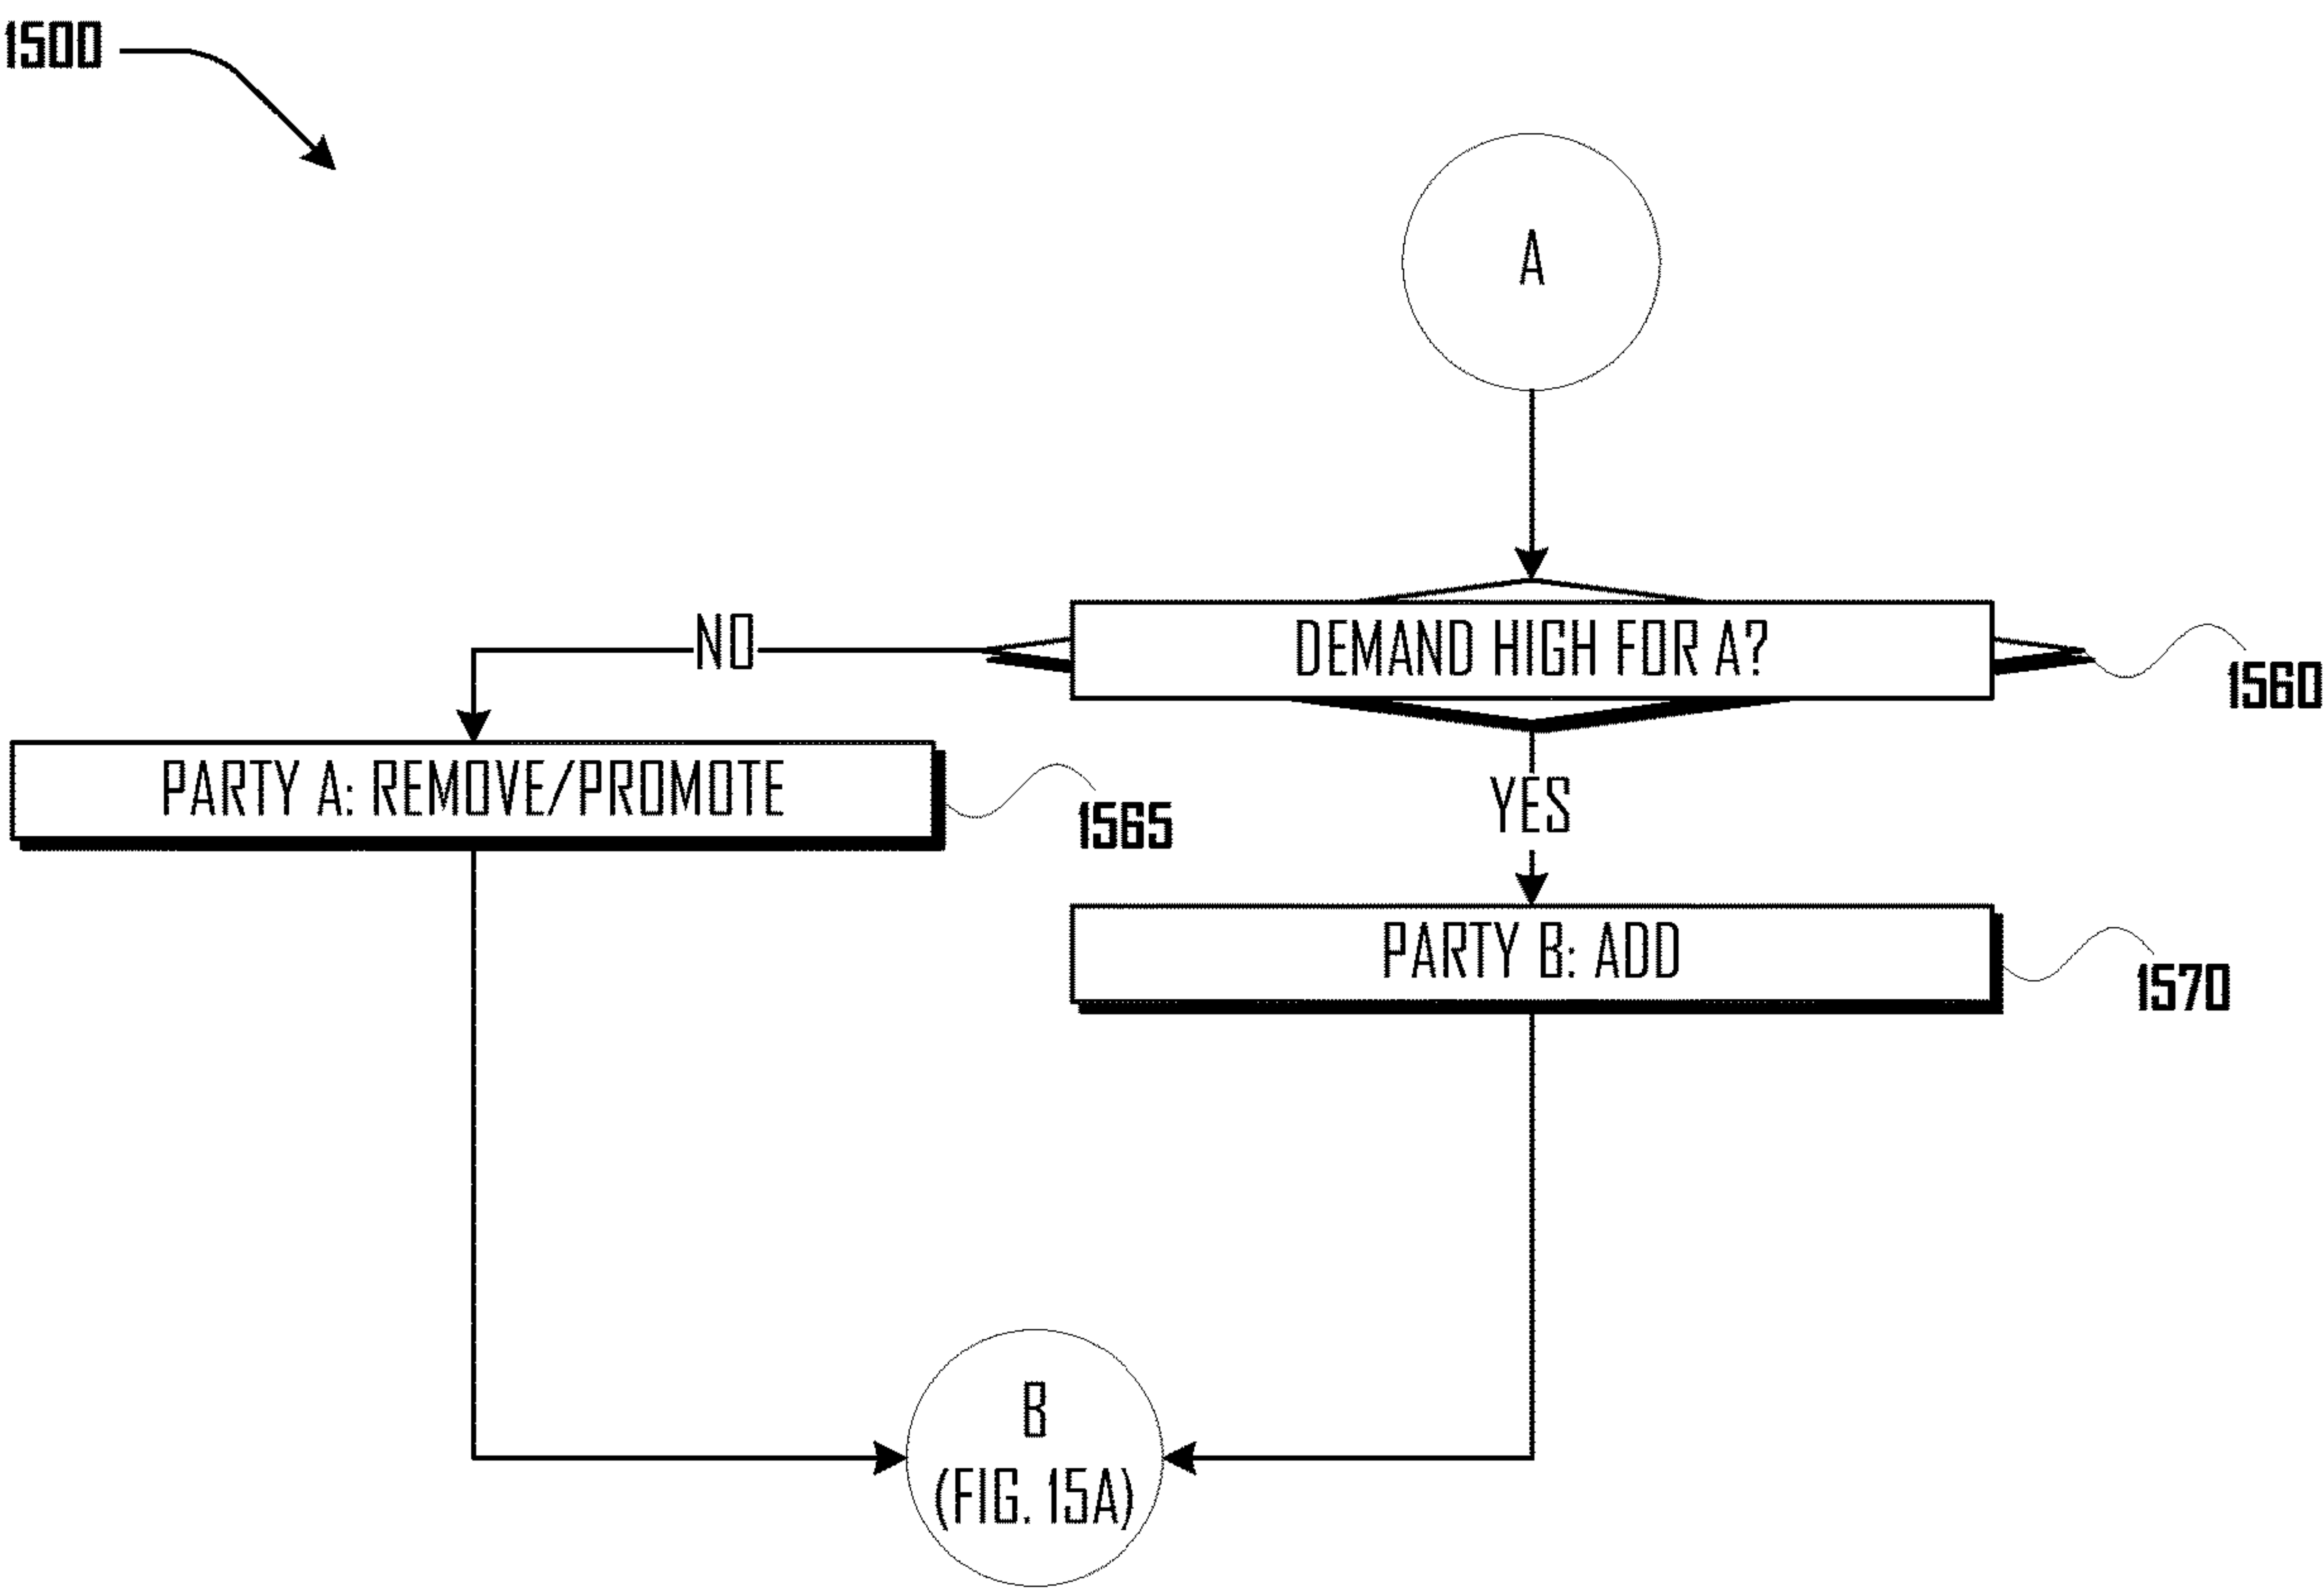 1500
A
DEMAND HIGH FOR A?
1560
NO
PARTY A: REMOVE/PROMOTE
1565
YES
PARTY B: ADD
1570
B
(FIG. 15A)